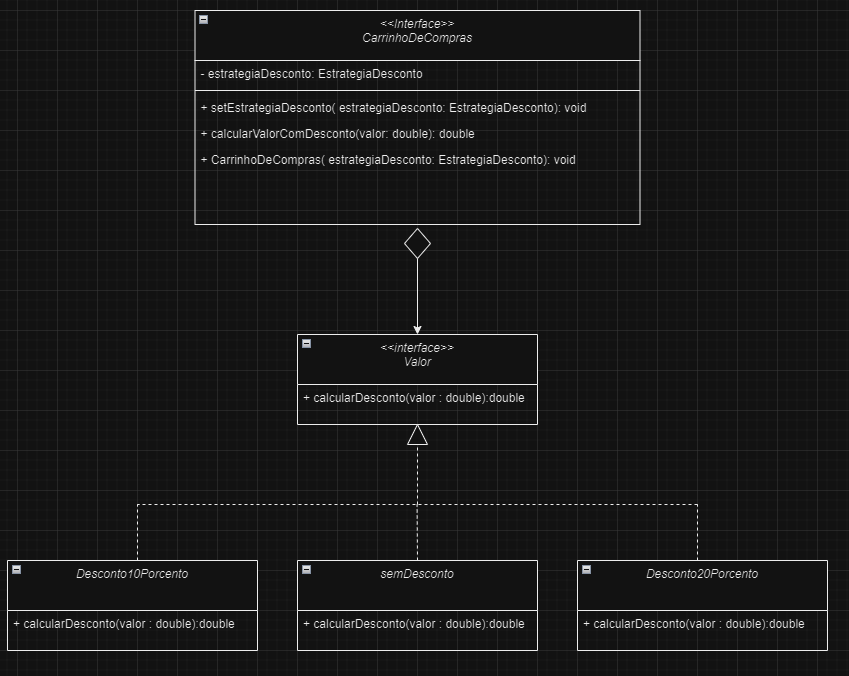 <<Interface>>
CarrinhoDeCompras
- estrategiaDesconto: EstrategiaDesconto
+ setEstrategiaDesconto( estrategiaDesconto: EstrategiaDesconto): void
+ calcularValorComDesconto(valor: double): double
+ CarrinhoDeCompras( estrategiaDesconto: EstrategiaDesconto): void
<<interface>>
Valor
+ calcularDesconto(valor : double):double
Desconto10Porcento
+ calcularDesconto(valor : double):double
semDesconto
+ calcularDesconto(valor : double):double
Desconto20Porcento
+ calcularDesconto(valor : double):double